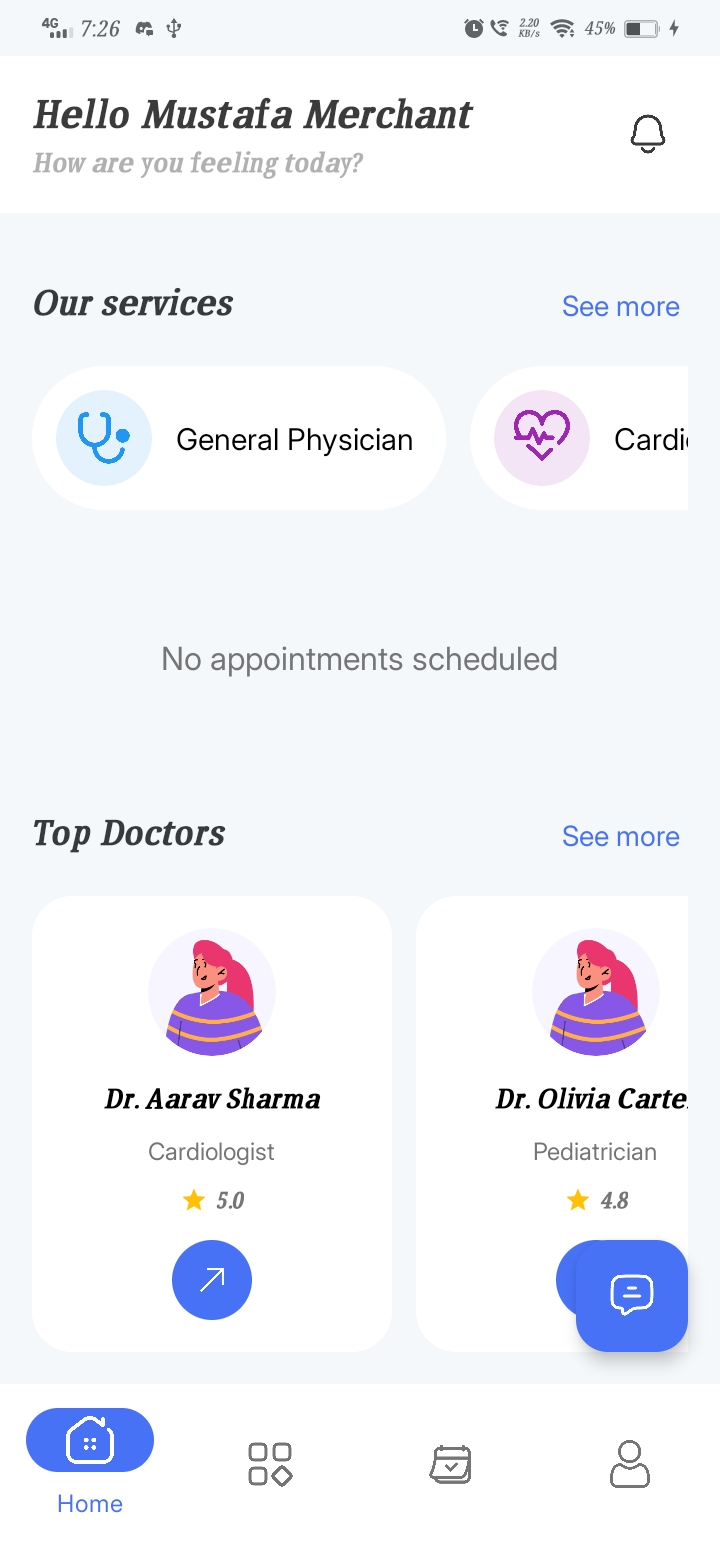 4G 7:26 2.20 KB/s 45%
Hello Mustafa Merchant
How are you feeling today?
Our services See more
General Physician Cardi
No appointments scheduled
Top Doctors See more
Dr. Aarav Sharma Dr. Olivia Carte
Cardiologist Pediatrician
5.0 4.8
Home